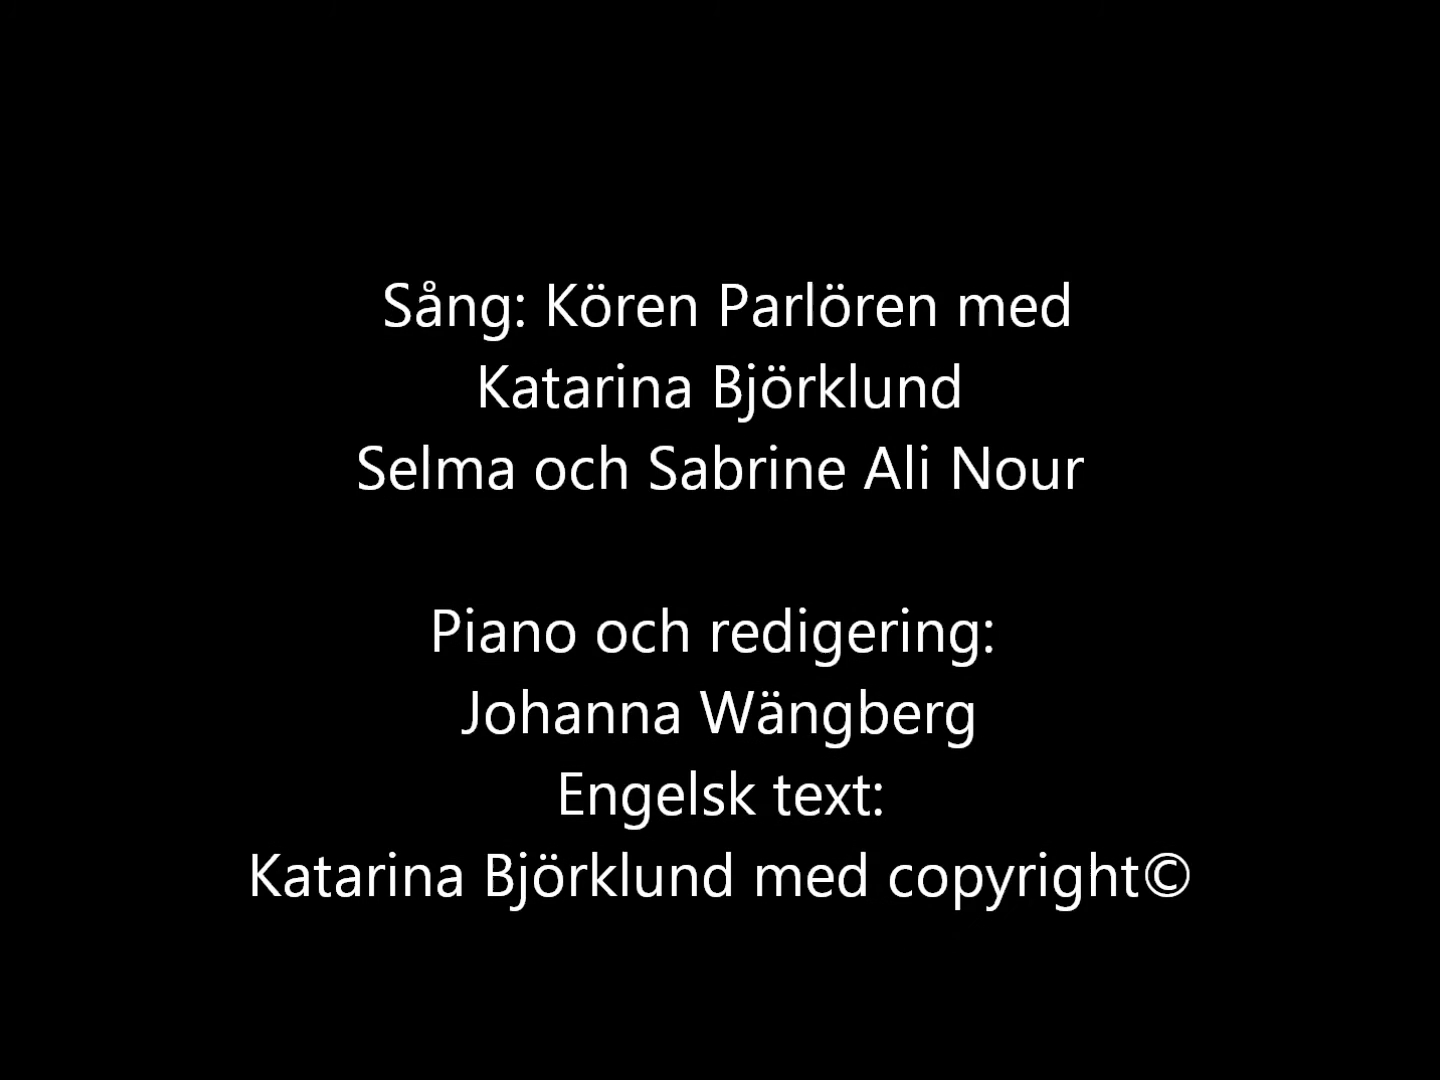 Sång: Kören Parlören med
Katarina Björklund
Selma och Sabrine Ali Nour
Piano och redigering:
Johanna Wängberg
Engelsk text:
Katarina Björklund med copyright©